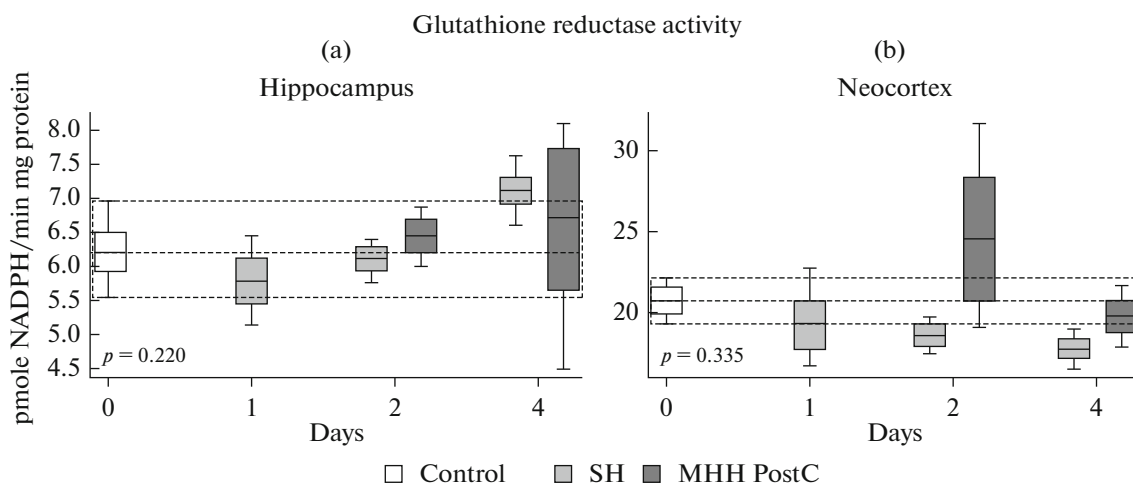 Glutathione reductase activity
(a)
Hippocampus
(b)
Neocortex
pmole NADPH/min mg protein
8.0
7.5
7.0
6.5
6.0
5.5
5.0
4.5
p = 0.220
0 1 2 4
Days
30
25
20
p = 0.335
0 1 2 4
Days
Control SH MHH PostC